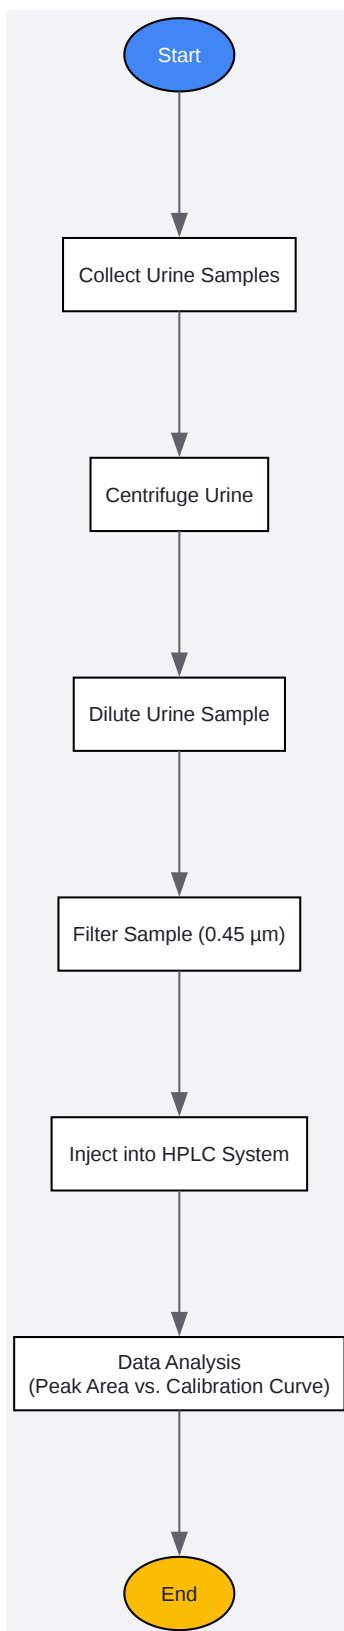 Start
Collect Urine Samples
Centrifuge Urine
Dilute Urine Sample
Filter Sample (0.45 µm)
Inject into HPLC System
Data Analysis
(Peak Area vs. Calibration Curve)
End